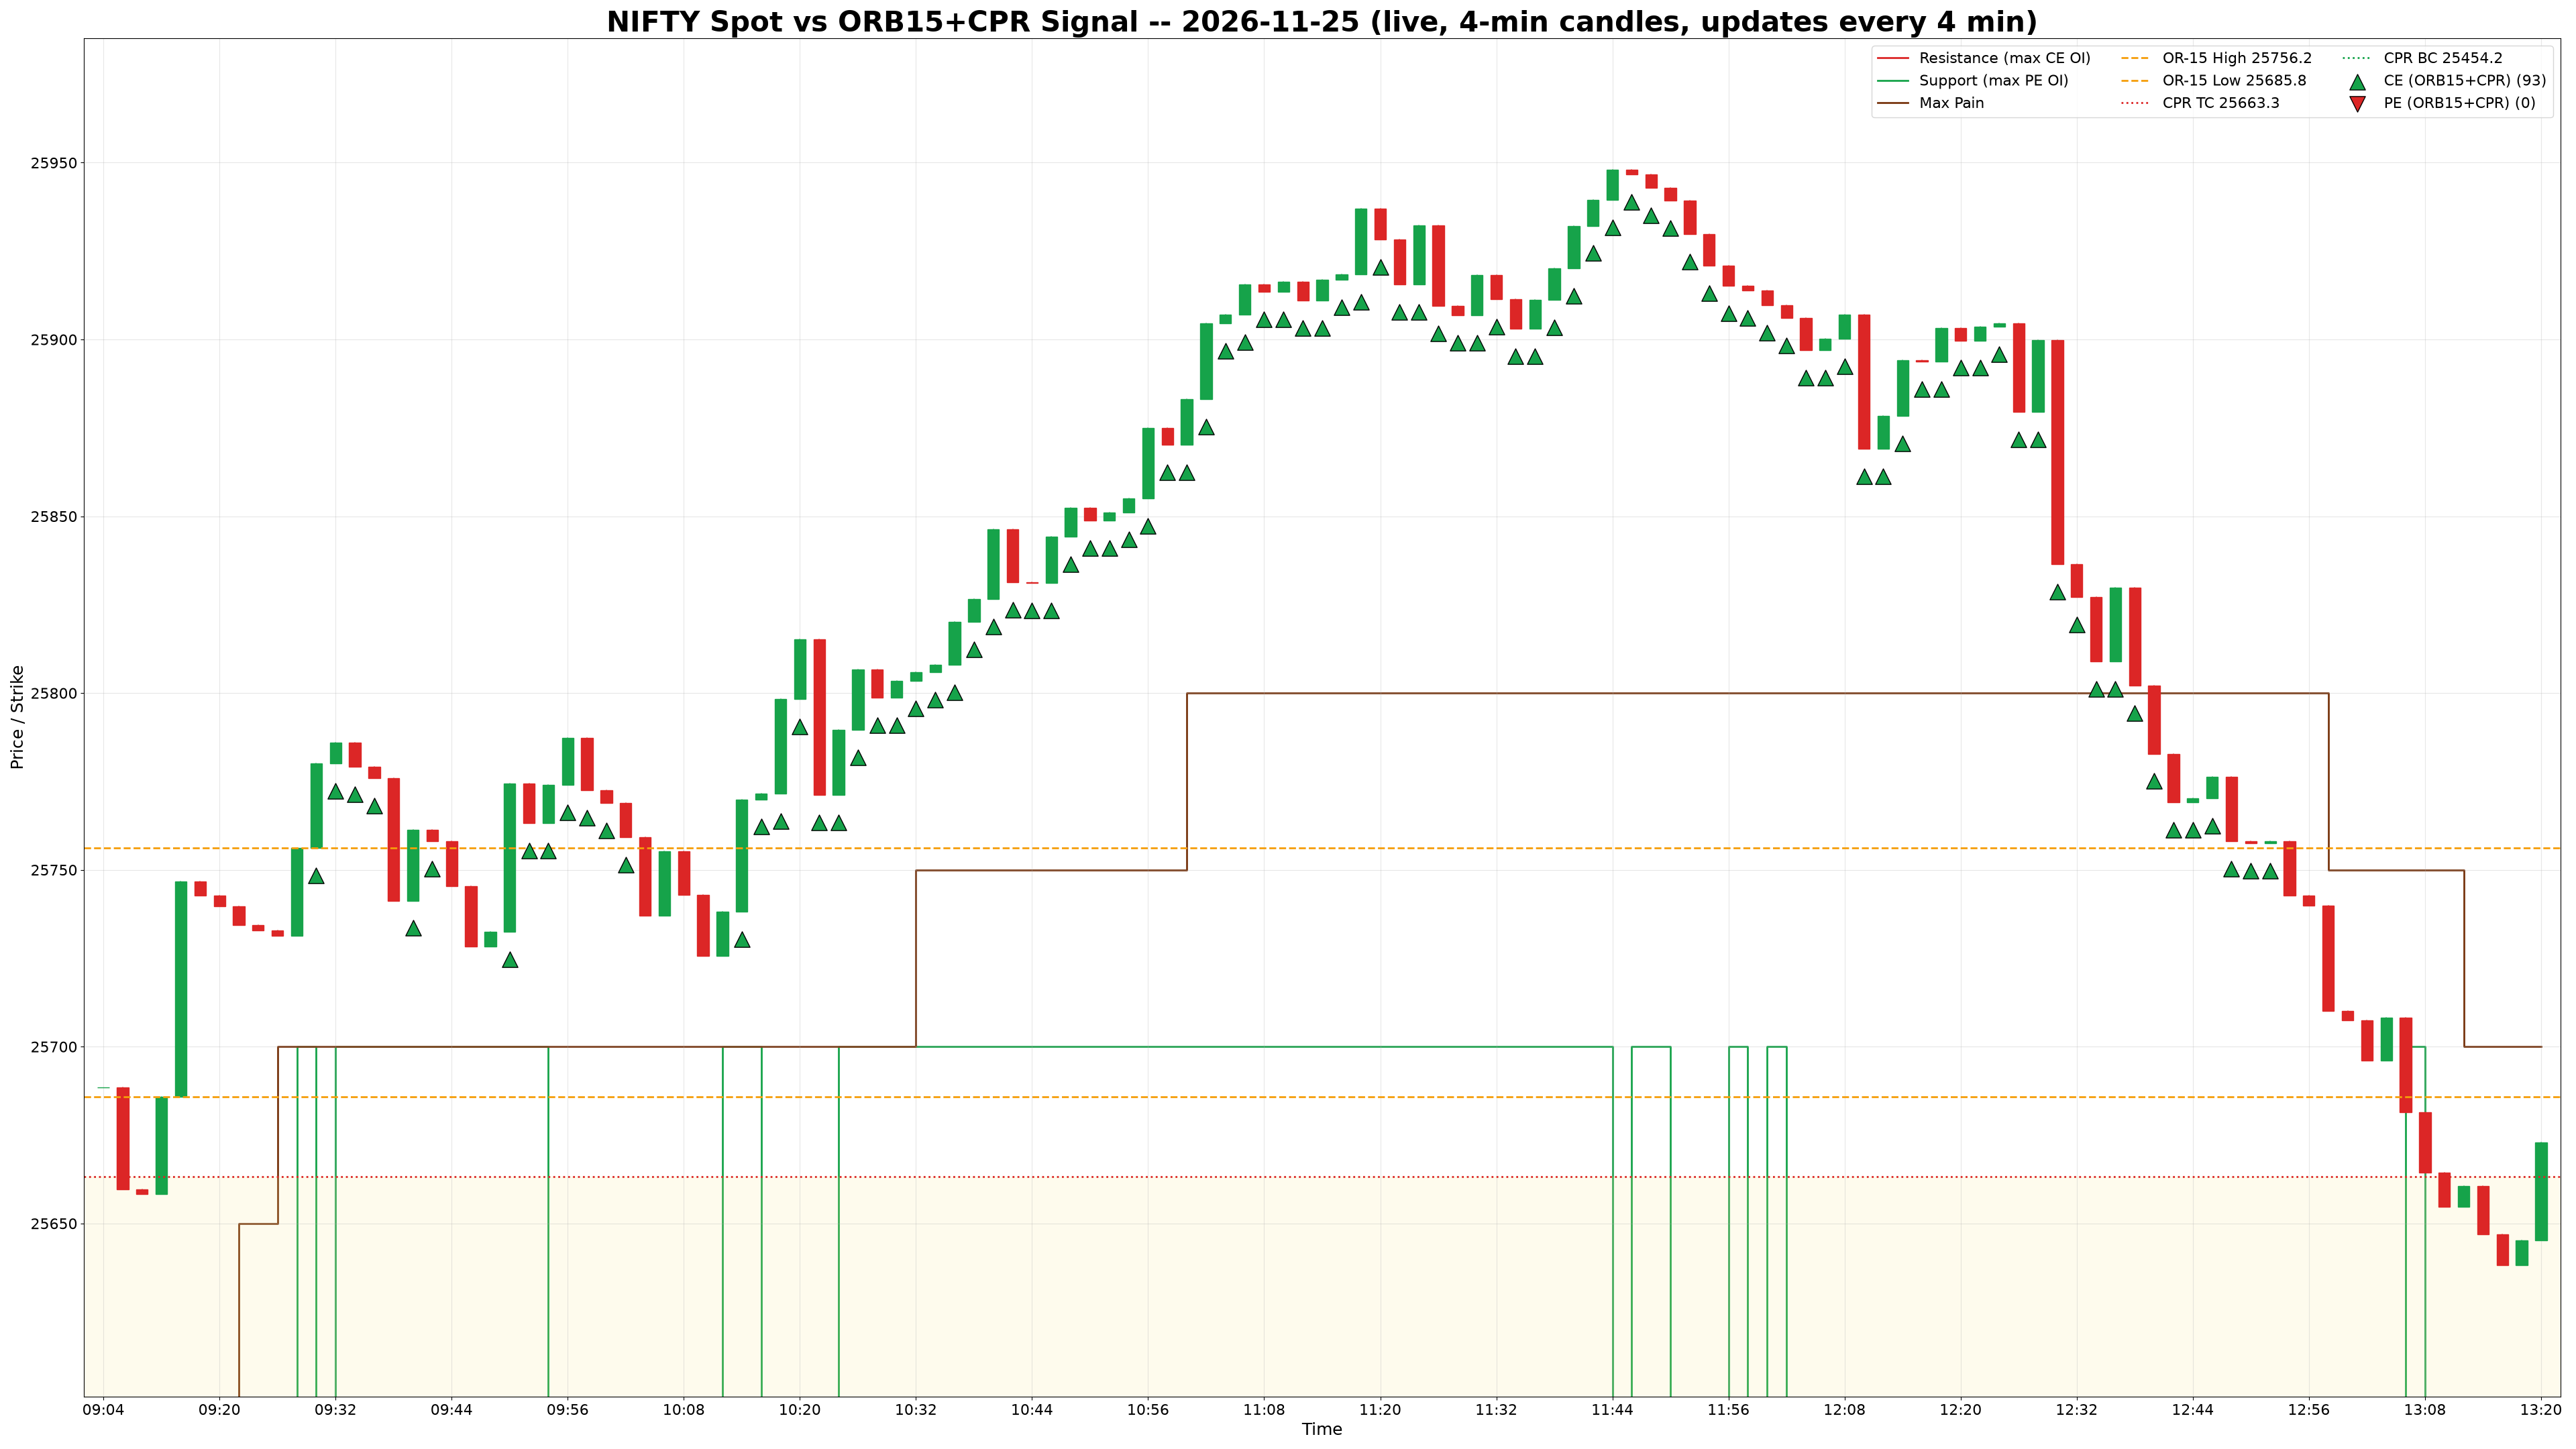 NIFTY Spot vs ORB15+CPR Signal -- 2026-11-25 (live, 4-min candles, updates every 4 min)
Resistance (max CE OI)
Support (max PE OI)
Max Pain
OR-15 High 25756.2
OR-15 Low 25685.8
CPR TC 25663.3
CPR BC 25454.2
CE (ORB15+CPR) (93)
PE (ORB15+CPR) (0)
Price / Strike
25950
25900
25850
25800
25750
25700
25650
09:04 09:20 09:32 09:44 09:56 10:08 10:20 10:32 10:44 10:56 11:08 11:20 11:32 11:44 11:56 12:08 12:20 12:32 12:44 12:56 13:08 13:20
Time